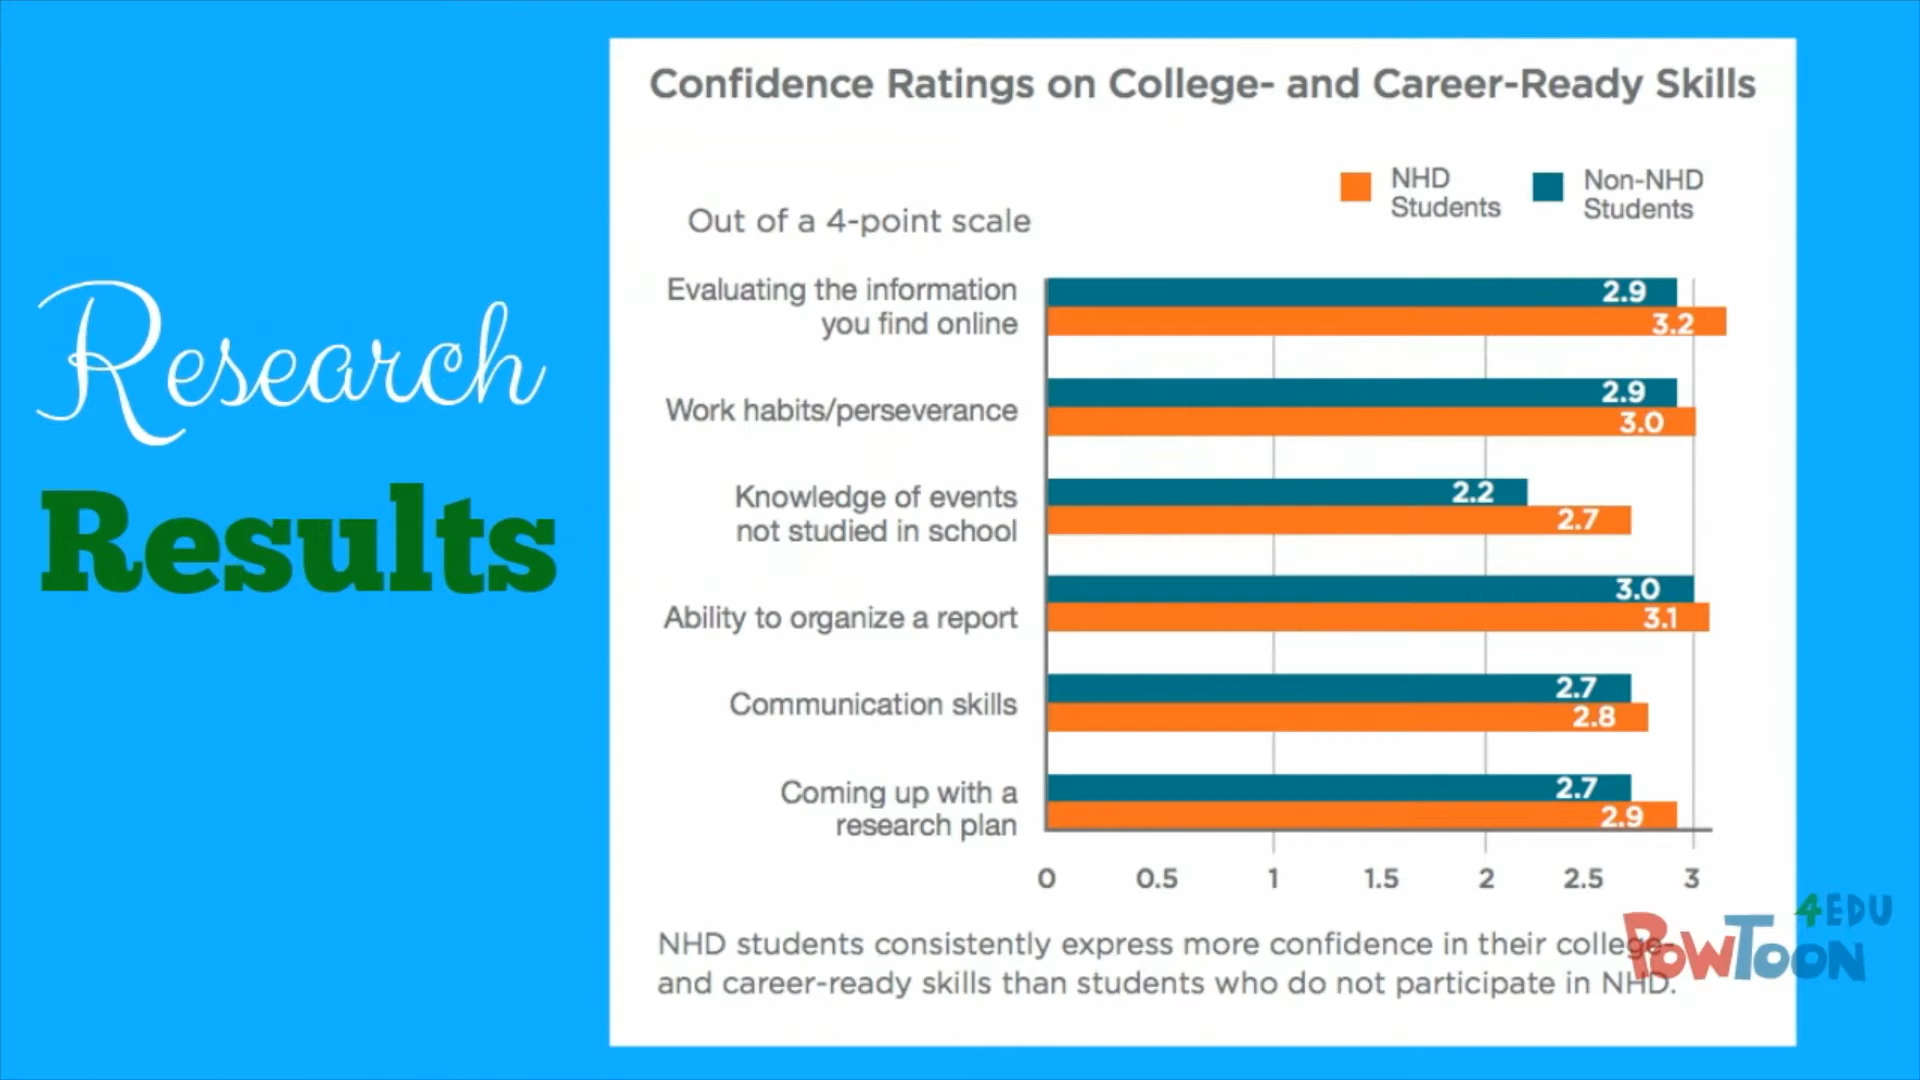 Research
Results
Confidence Ratings on College- and Career-Ready Skills
NHD
Students
Non-NHD
Students
Out of a 4-point scale
Evaluating the information
you find online
2.9
3.2
Work habits/perseverance
2.9
3.0
Knowledge of events
not studied in school
2.2
2.7
Ability to organize a report
3.0
3.1
Communication skills
2.7
2.8
Coming up with a
research plan
2.7
2.9
0 0.5 1 1.5 2 2.5 3
NHD students consistently express more confidence in their college-
and career-ready skills than students who do not participate in NHD.
4EDU
PowToon